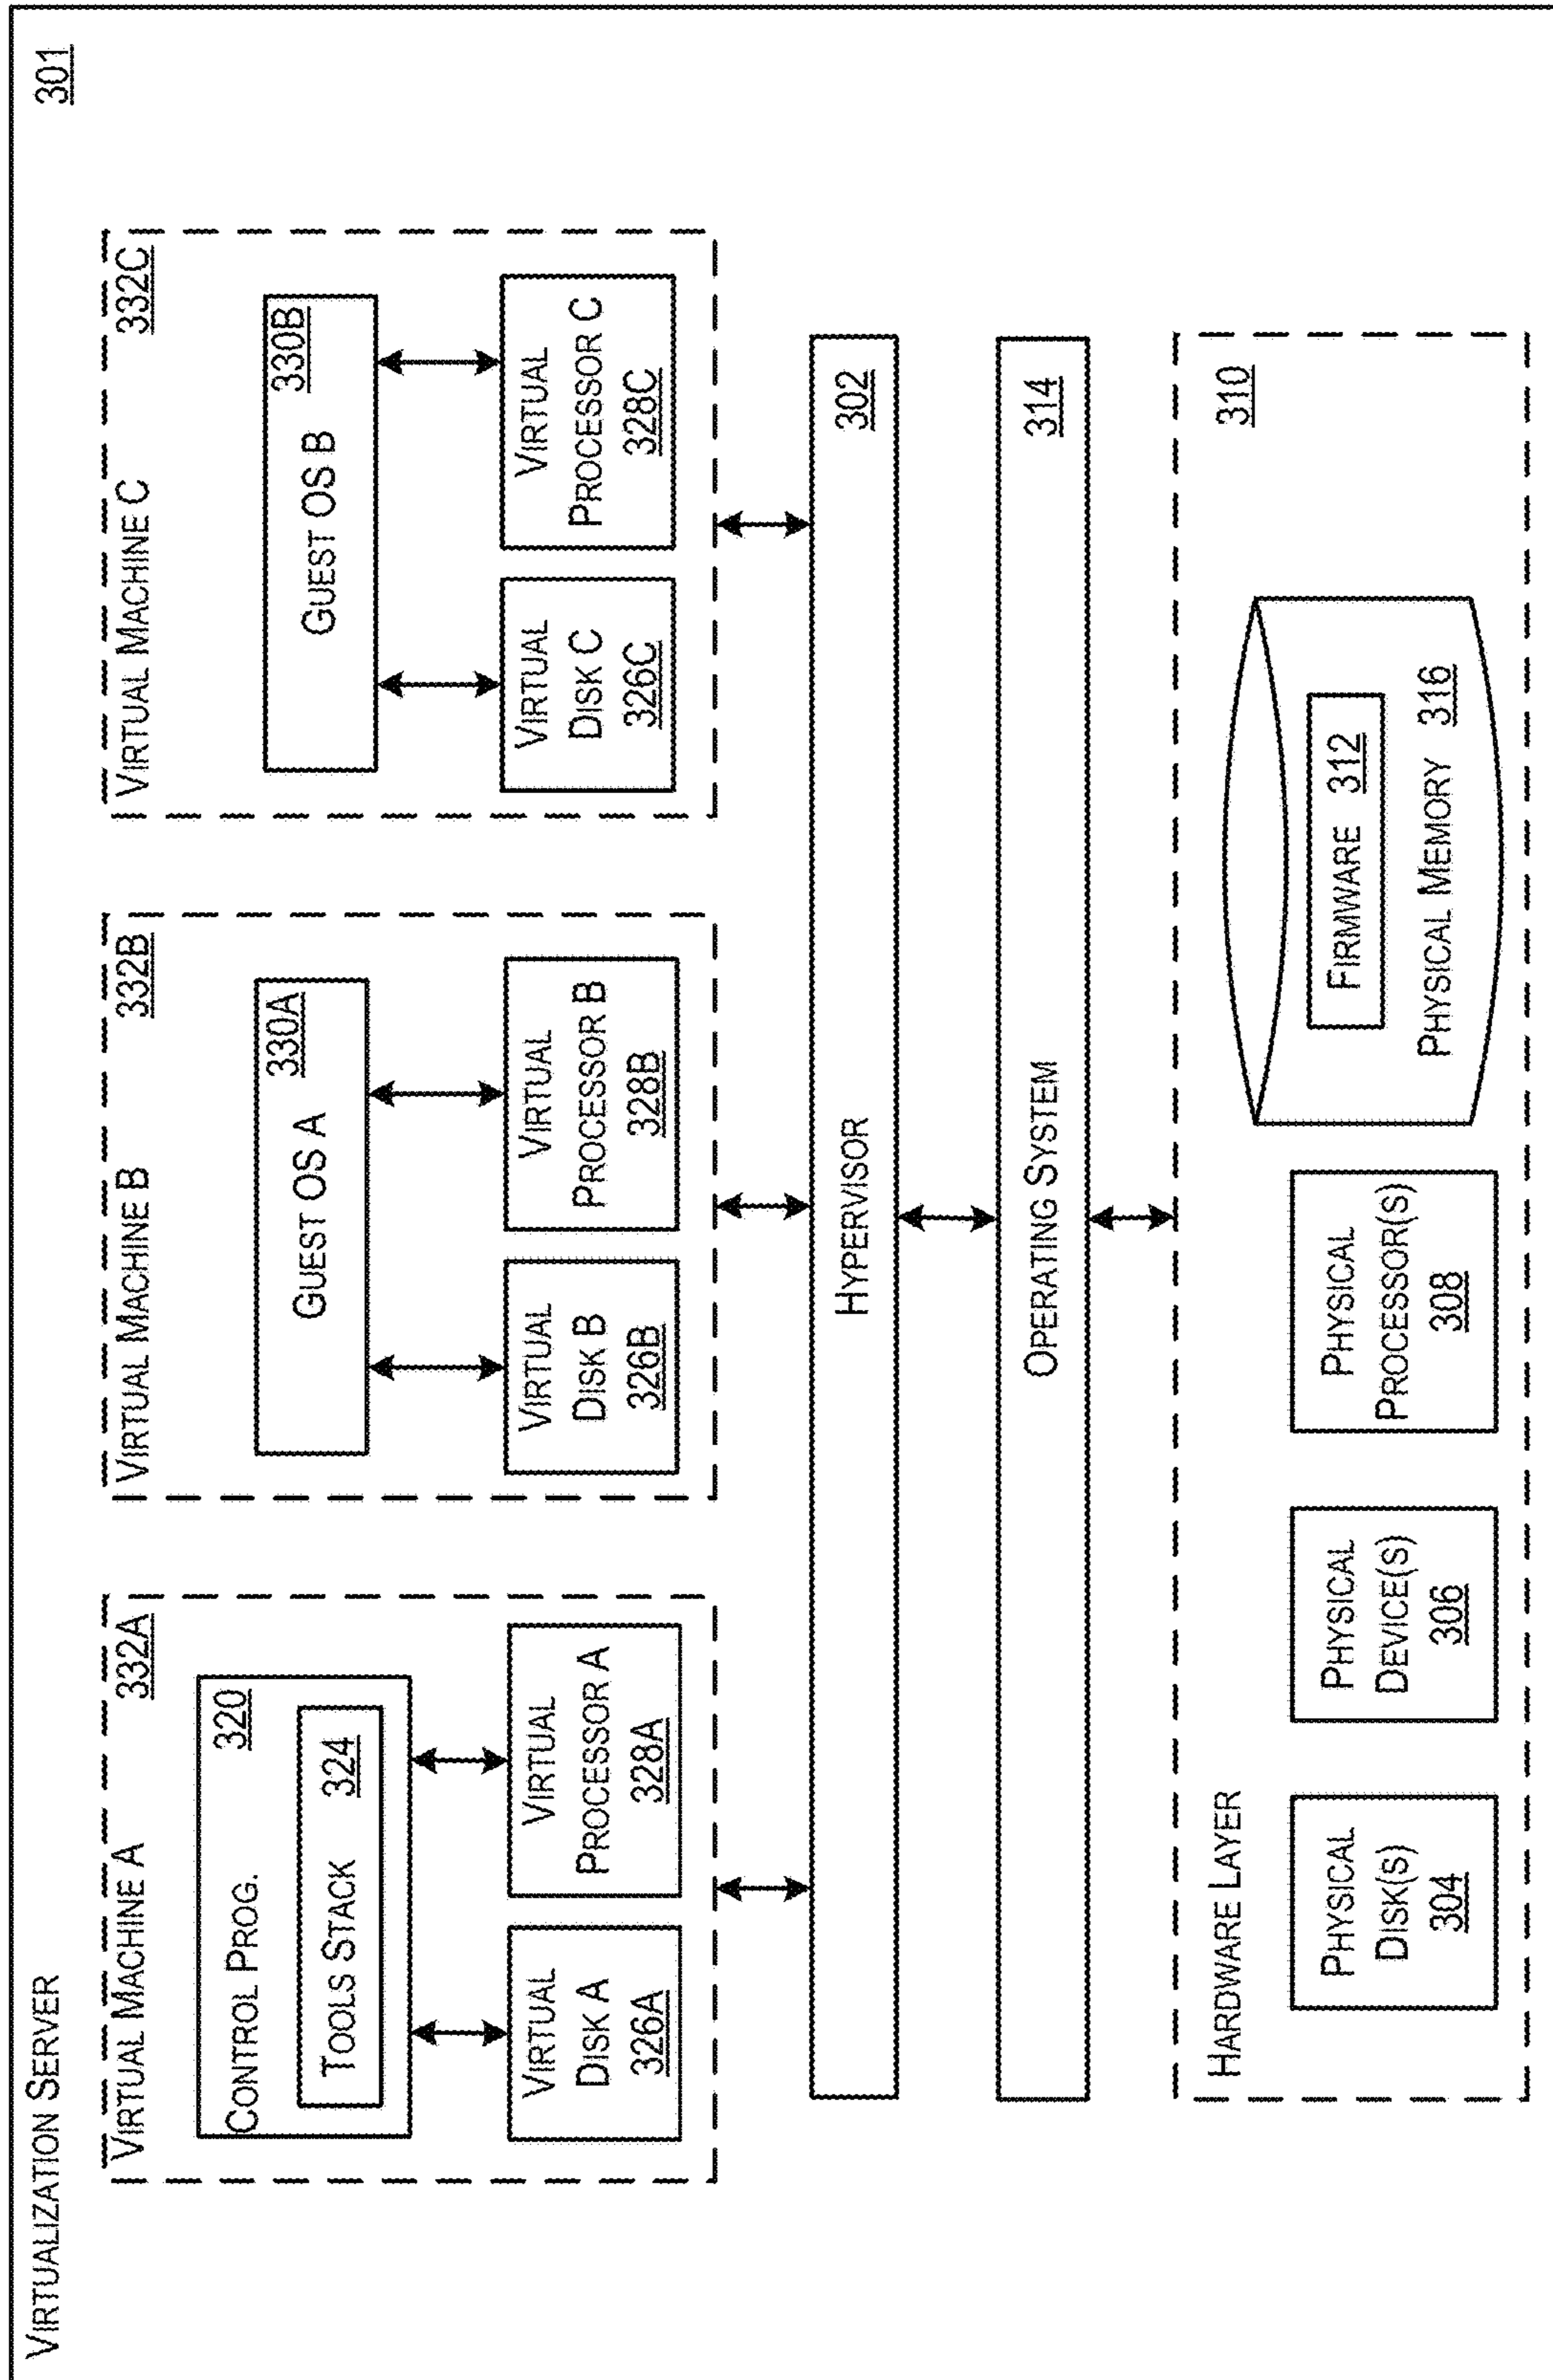 VIRTUALIZATION SERVER
301
VIRTUAL MACHINE A
332A
CONTROL PROG.
320
TOOLS STACK
324
VIRTUAL
DISK A
326A
VIRTUAL
PROCESSOR A
328A
VIRTUAL MACHINE B
332B
GUEST OS A
330A
VIRTUAL
DISK B
326B
VIRTUAL
PROCESSOR B
328B
VIRTUAL MACHINE C
332C
GUEST OS B
330B
VIRTUAL
DISK C
326C
VIRTUAL
PROCESSOR C
328C
HYPERVISOR
302
OPERATING SYSTEM
314
HARDWARE LAYER
310
PHYSICAL
DISK(S)
304
PHYSICAL
DEVICE(S)
306
PHYSICAL
PROCESSOR(S)
308
FIRMWARE 312
PHYSICAL MEMORY 316